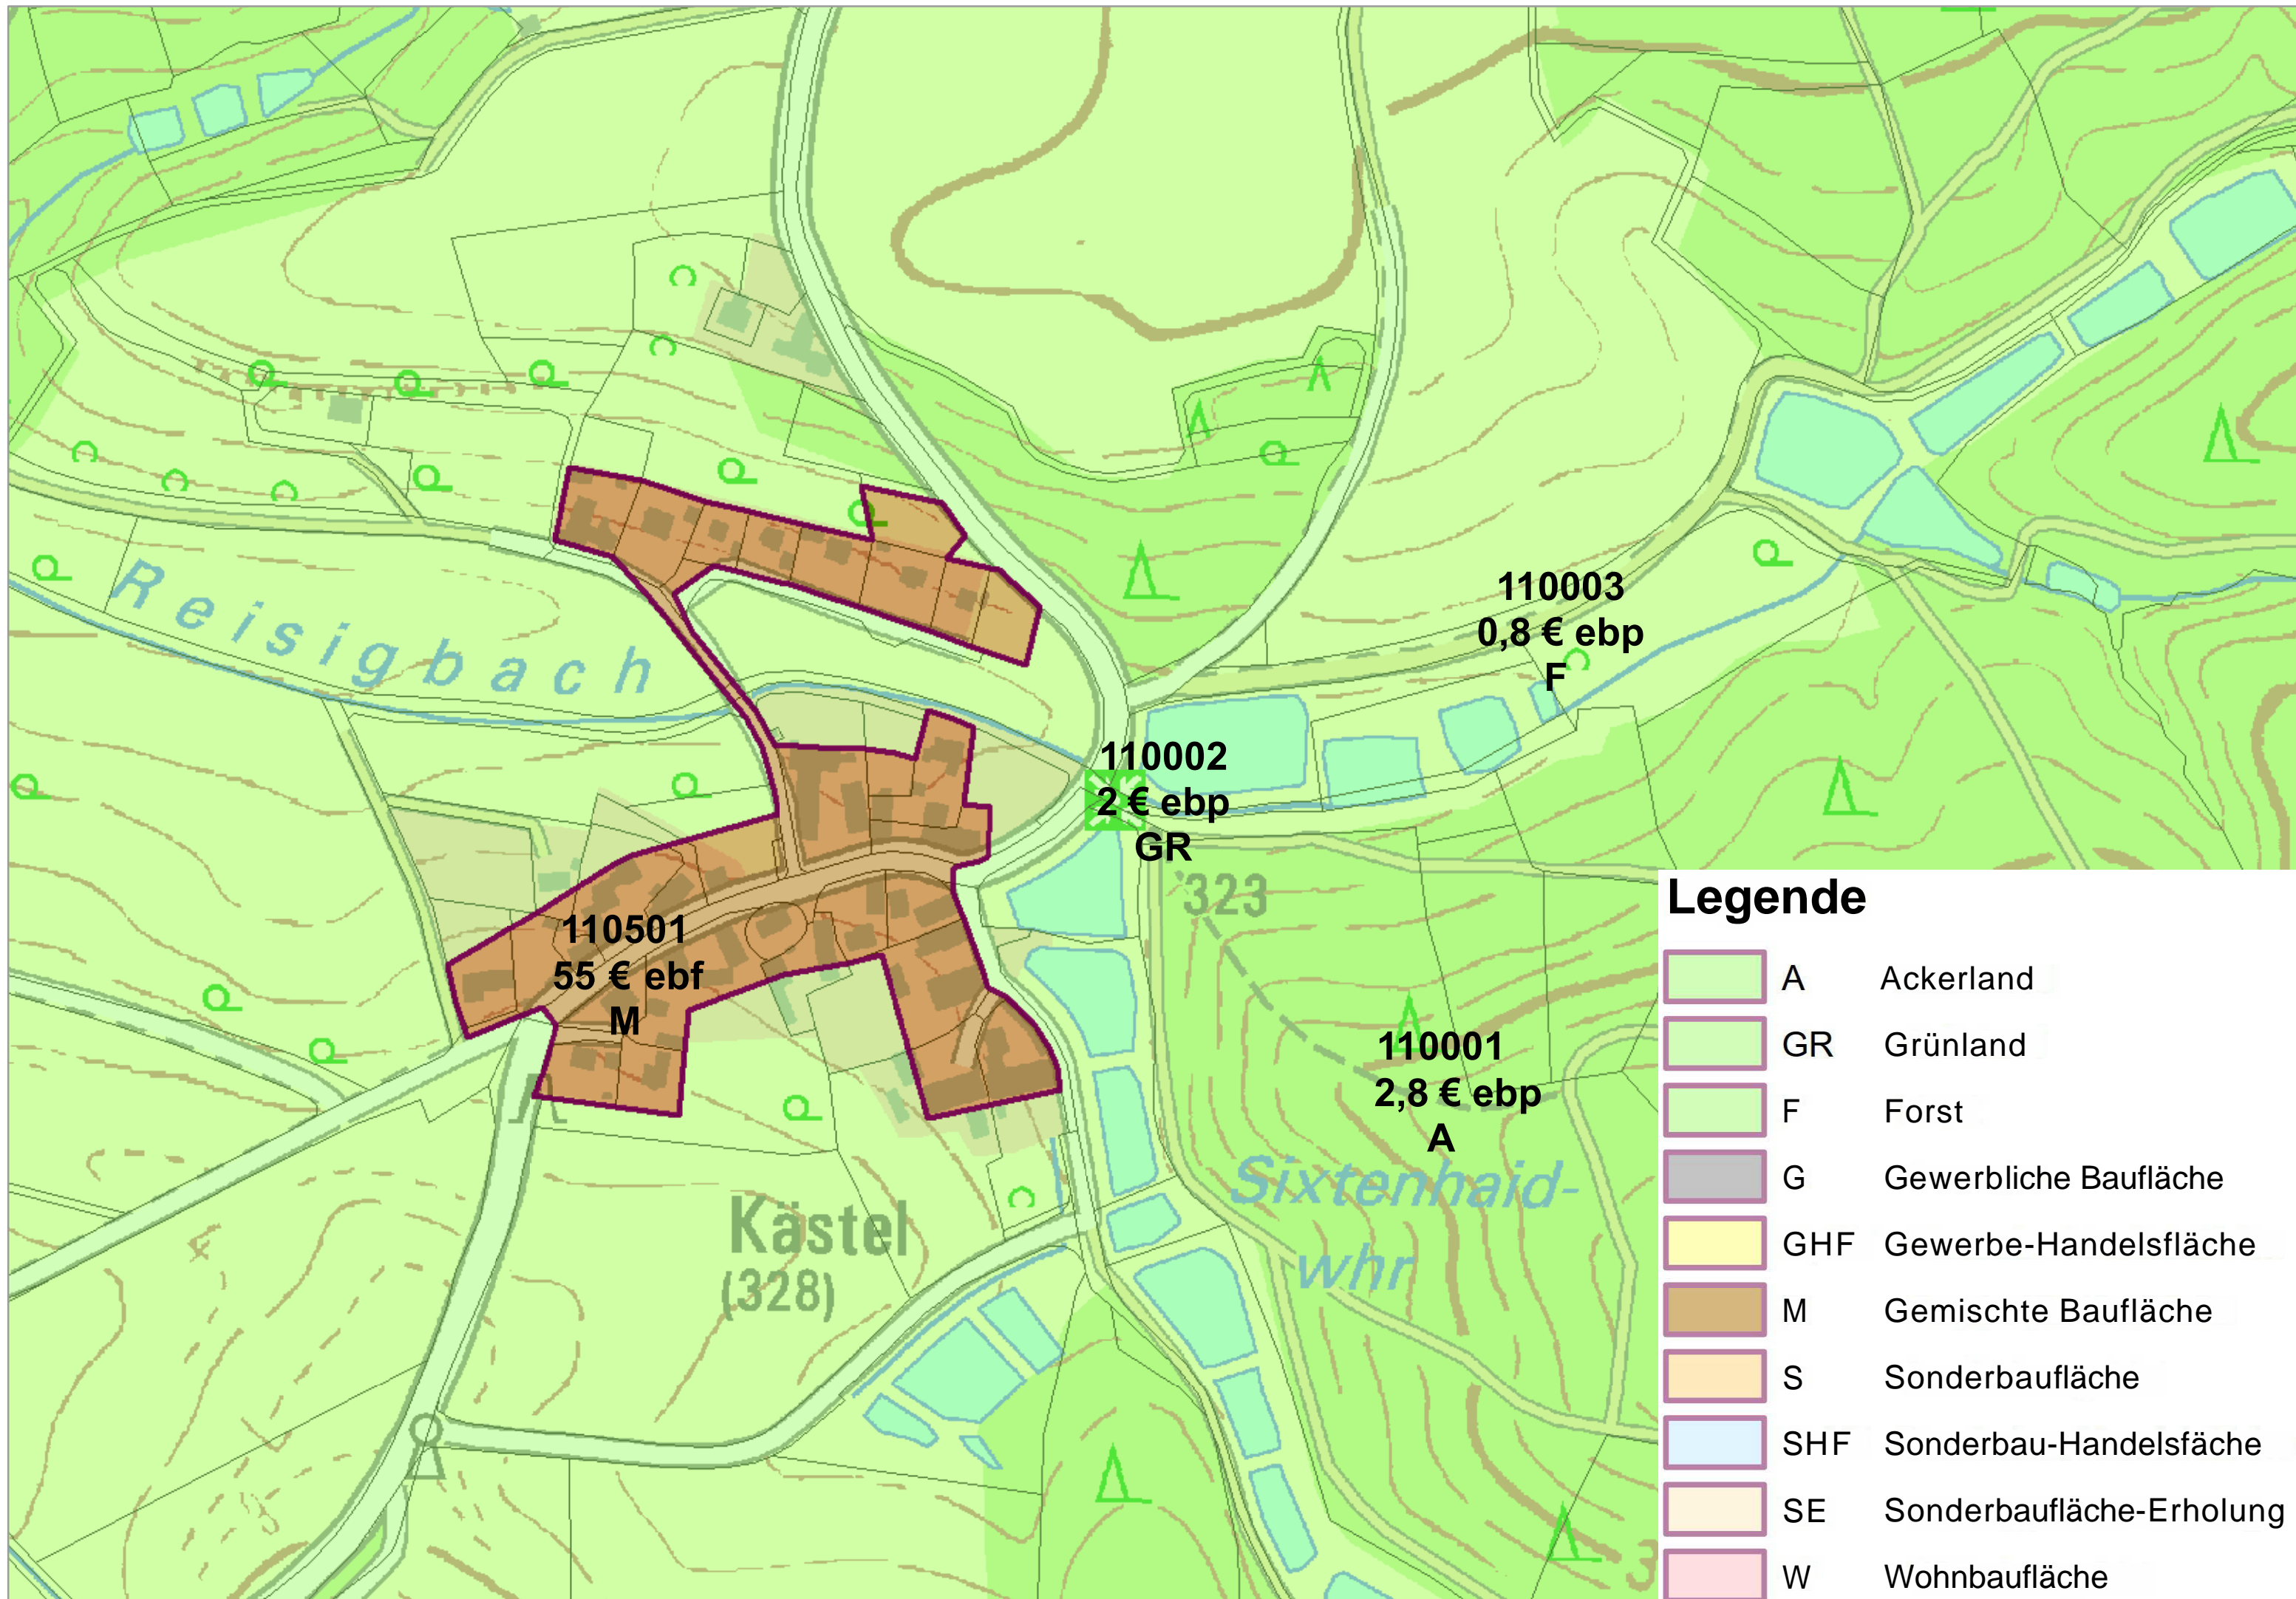 Reisigbach
110003
0,8 € ebp
F
110002
2 € ebp
GR
323
110501
55 € ebf
M
110001
2,8 € ebp
A
Sixtenhaid-
whr
Kästel
(328)
3
Legende
A Ackerland
GR Grünland
F Forst
G Gewerbliche Baufläche
GHF Gewerbe-Handelsfläche
M Gemischte Baufläche
S Sonderbaufläche
SHF Sonderbau-Handelsfäche
SE Sonderbaufläche-Erholung
W Wohnbaufläche